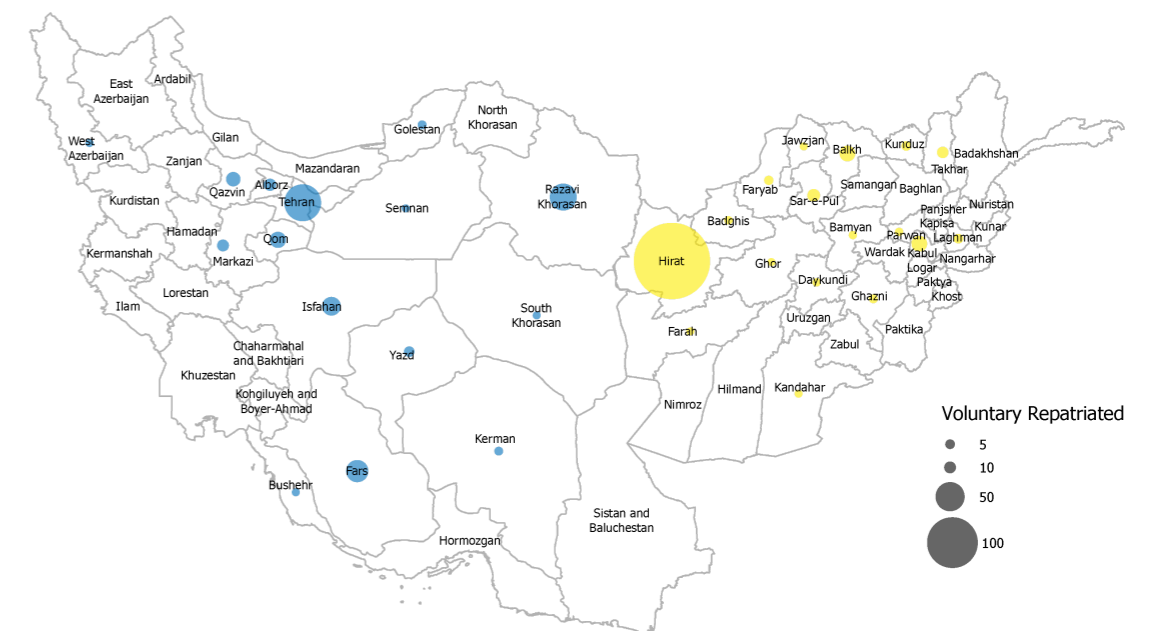 East
Azerbaijan
Ardabil
West
Azerbaijan
Gilan
Zanjan
Kurdistan
Qazvin
Alborz
Tehran
Mazandaran
Golestan
North
Khorasan
Semnan
Razavi
Khorasan
Hamadan
Qom
Markazi
Kermanshah
Lorestan
Ilam
Isfahan
South
Khorasan
Yazd
Chaharmahal
and Bakhtiari
Khuzestan
Kohgiluyeh and
Boyer-Ahmad
Kerman
Fars
Bushehr
Hormozgan
Sistan and
Baluchestan
Hirat
Jawzjan
Balkh
Kunduz
Badakhshan
Takhar
Faryab
Sar-e-Pul
Samangan
Baghlan
Badghis
Panjsher
Nuristan
Kapisa
Kunar
Bamyan
Parwan
Laghman
Wardak
Kabul
Nangarhar
Logar
Ghor
Daykundi
Ghazni
Paktya
Khost
Uruzgan
Farah
Zabul
Paktika
Nimroz
Hilmand
Kandahar
Voluntary Repatriated
5
10
50
100